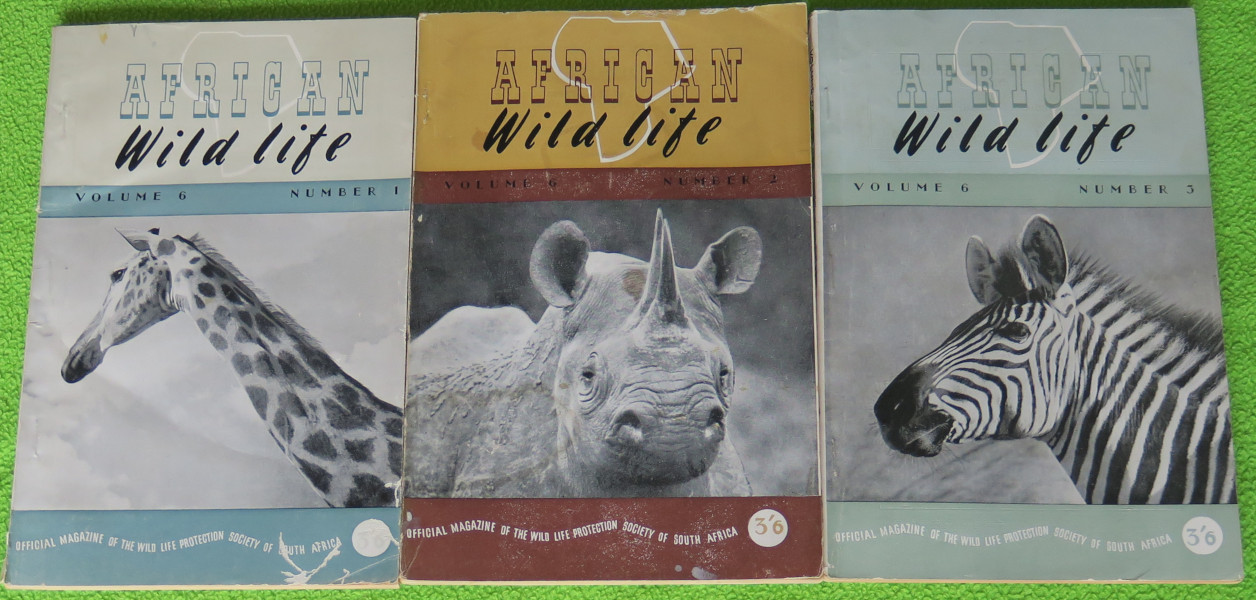 AFRICAN
Wild life
VOLUME 6 NUMBER 1
OFFICIAL MAGAZINE OF THE WILD LIFE PROTECTION SOCIETY OF SOUTH AFRICA
3'6
AFRICAN
Wild life
VOLUME 6 NUMBER 2
OFFICIAL MAGAZINE OF THE WILD LIFE PROTECTION SOCIETY OF SOUTH AFRICA
3'6
AFRICAN
Wild life
VOLUME 6 NUMBER 3
OFFICIAL MAGAZINE OF THE WILD LIFE PROTECTION SOCIETY OF SOUTH AFRICA
3'6